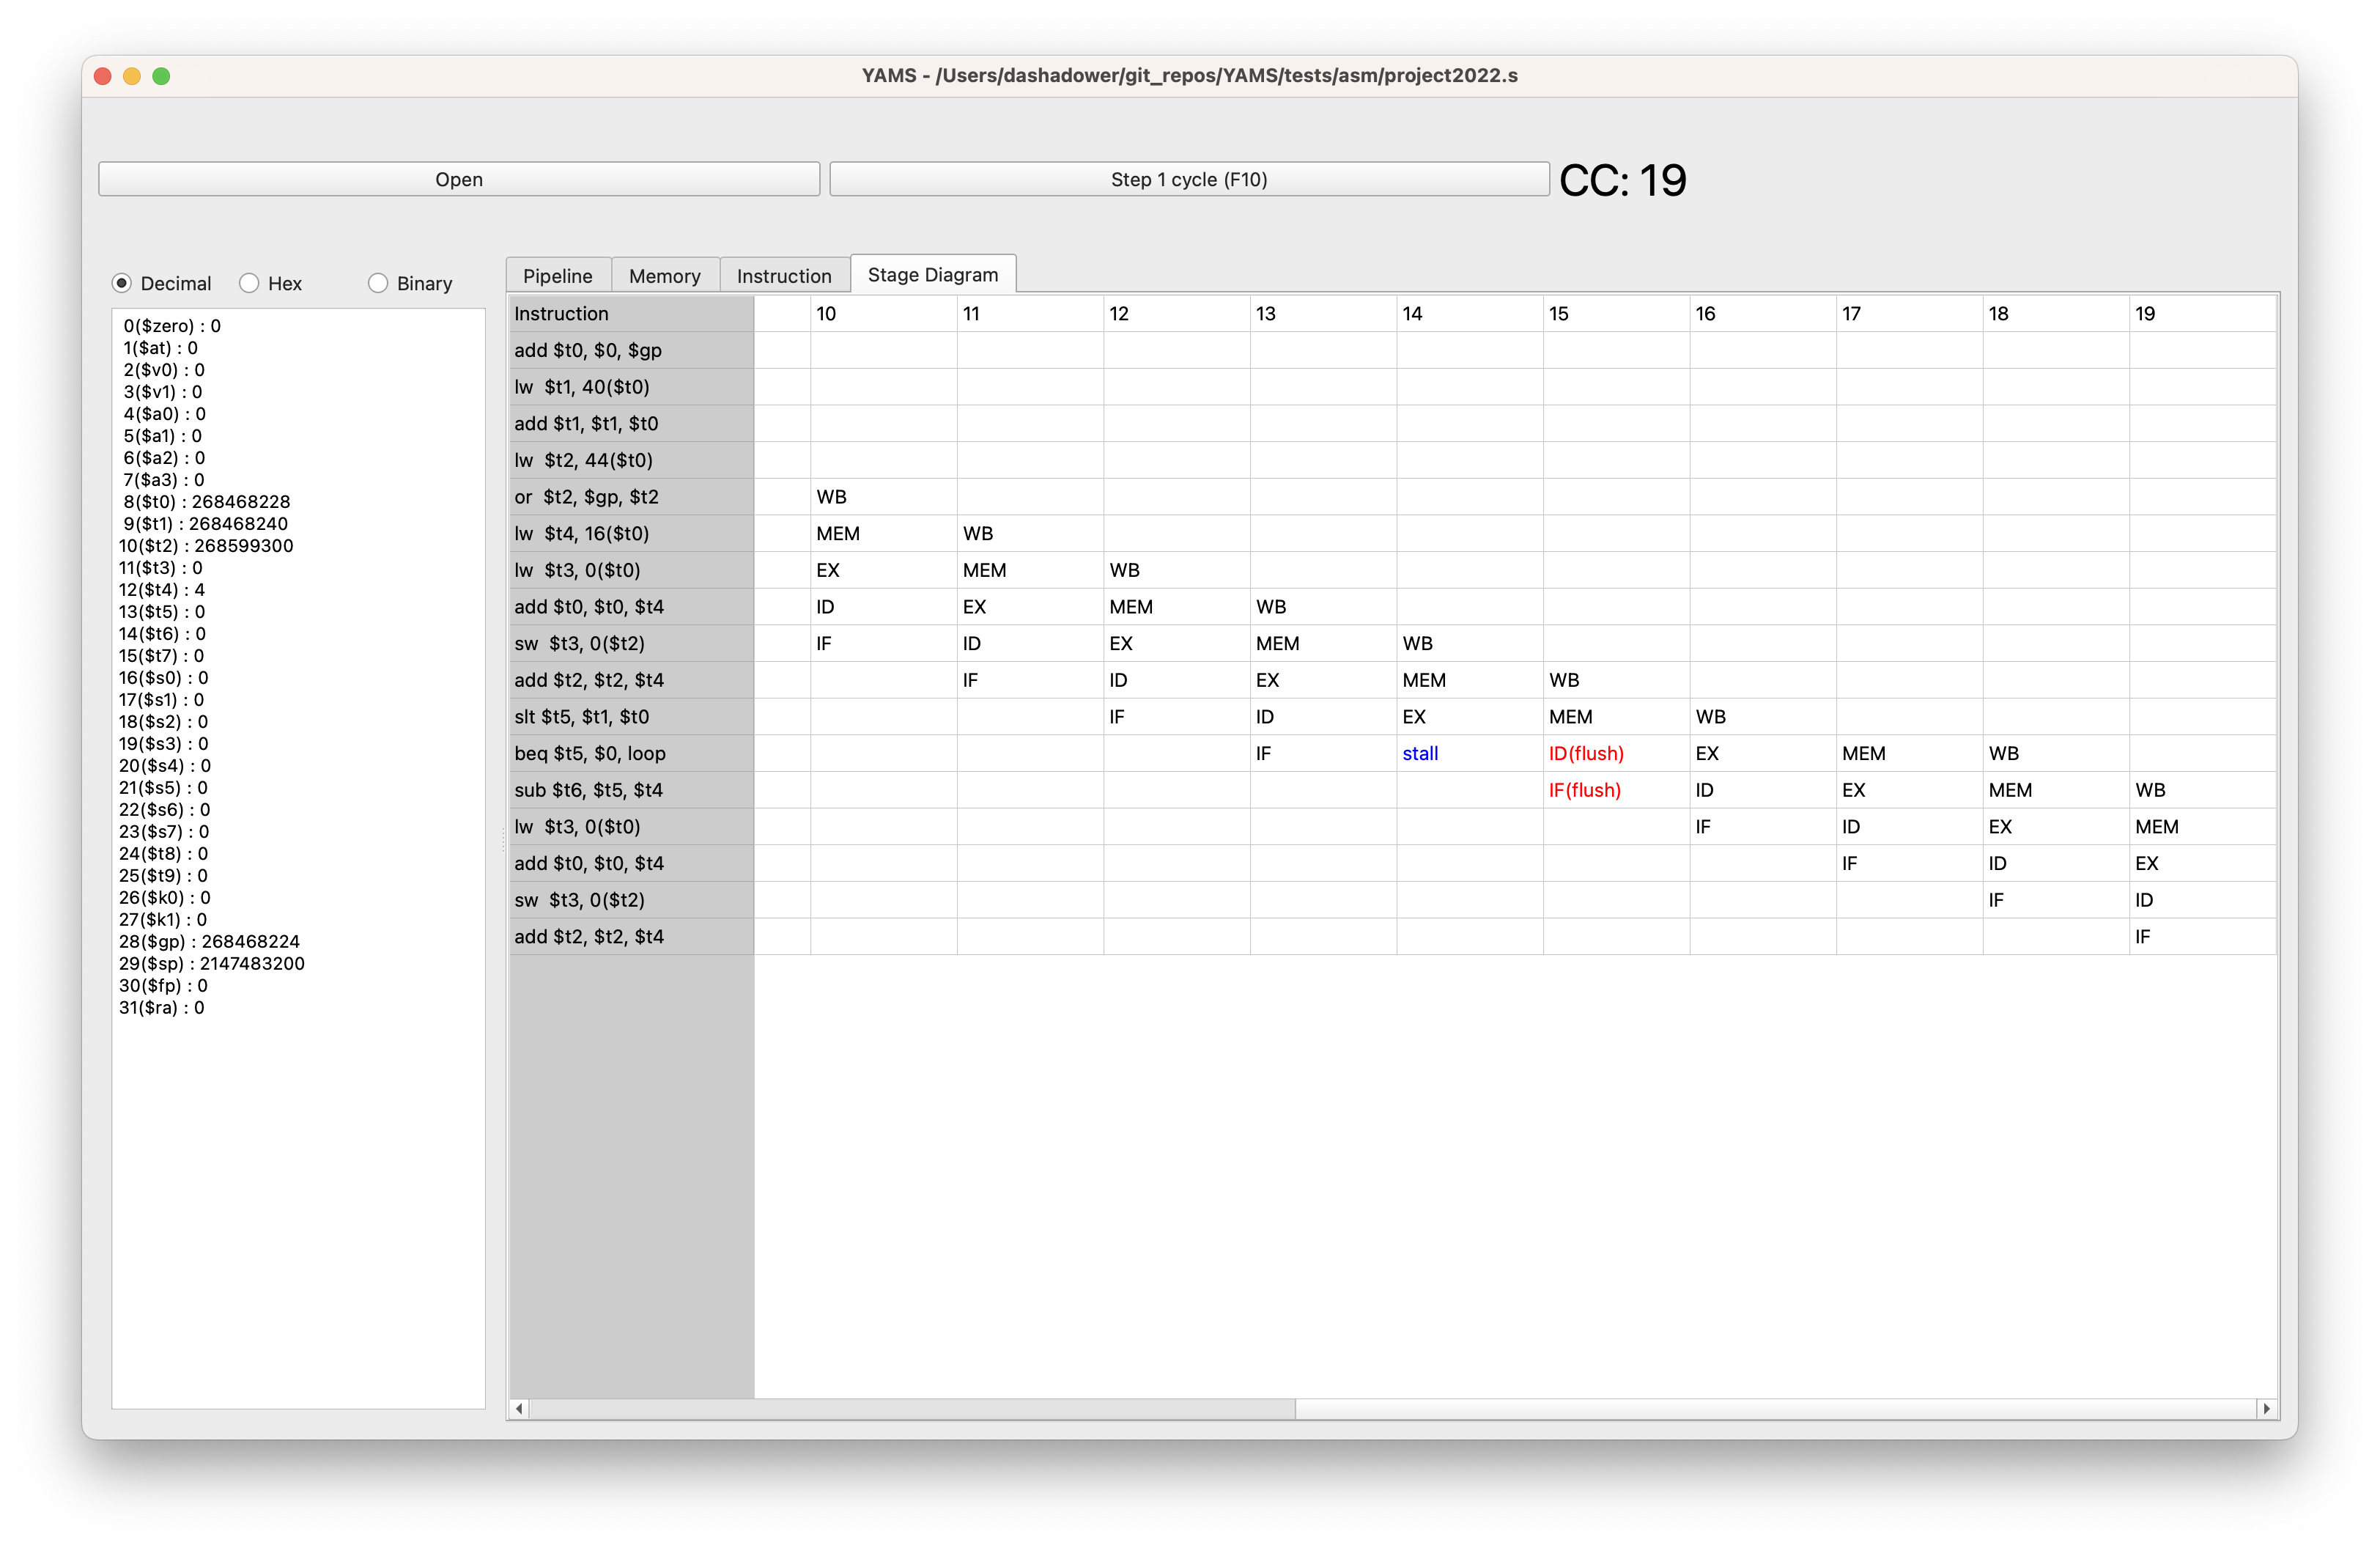 YAMS - /Users/dashadower/git_repos/YAMS/tests/asm/project2022.s
Open
Step 1 cycle (F10)
CC: 19
Decimal
Hex
Binary
0($zero) : 0
1($at) : 0
2($v0) : 0
3($v1) : 0
4($a0) : 0
5($a1) : 0
6($a2) : 0
7($a3) : 0
8($t0) : 268468228
9($t1) : 268468240
10($t2) : 268599300
11($t3) : 0
12($t4) : 4
13($t5) : 0
14($t6) : 0
15($t7) : 0
16($s0) : 0
17($s1) : 0
18($s2) : 0
19($s3) : 0
20($s4) : 0
21($s5) : 0
22($s6) : 0
23($s7) : 0
24($t8) : 0
25($t9) : 0
26($k0) : 0
27($k1) : 0
28($gp) : 268468224
29($sp) : 2147483200
30($fp) : 0
31($ra) : 0
Pipeline
Memory
Instruction
Stage Diagram
Instruction 10 11 12 13 14 15 16 17 18 19
add $t0, $0, $gp
lw $t1, 40($t0)
add $t1, $t1, $t0
lw $t2, 44($t0)
or $t2, $gp, $t2 WB
lw $t4, 16($t0) MEM WB
lw $t3, 0($t0) EX MEM WB
add $t0, $t0, $t4 ID EX MEM WB
sw $t3, 0($t2) IF ID EX MEM WB
add $t2, $t2, $t4 IF ID EX MEM WB
slt $t5, $t1, $t0 IF ID EX MEM WB
beq $t5, $0, loop IF stall ID(flush) EX MEM WB
sub $t6, $t5, $t4 IF(flush) ID EX MEM WB
lw $t3, 0($t0) IF ID EX MEM
add $t0, $t0, $t4 IF ID EX
sw $t3, 0($t2) IF ID
add $t2, $t2, $t4 IF